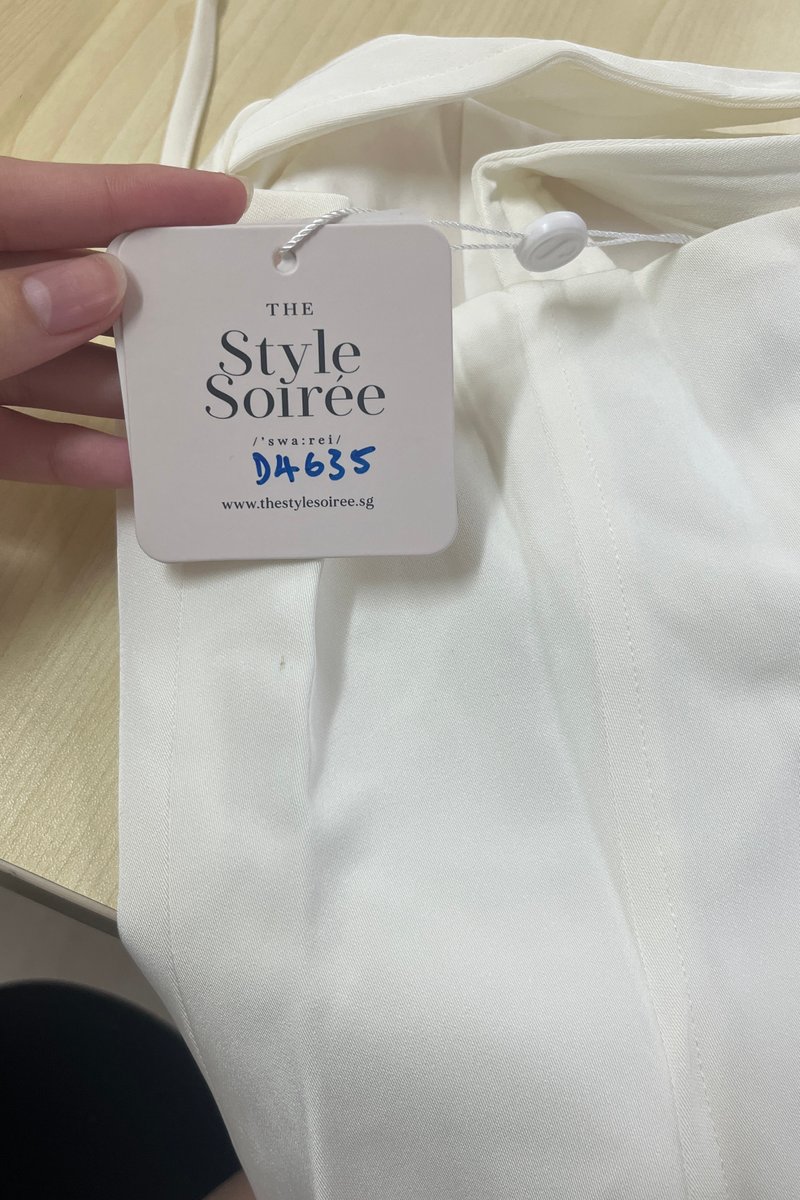 THE
Style
Soirée
/'swa:rei/
D4635
www.thestylesoiree.sg